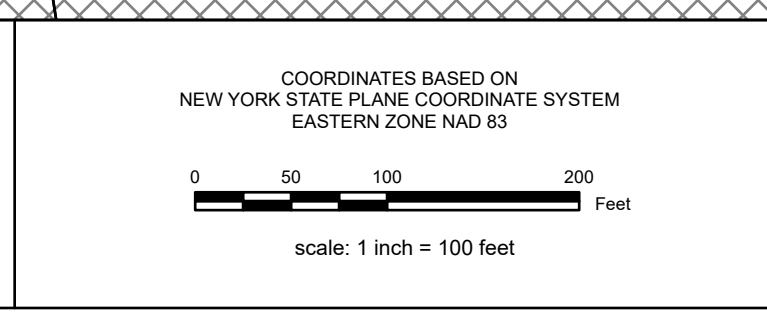 COORDINATES BASED ON
NEW YORK STATE PLANE COORDINATE SYSTEM
EASTERN ZONE NAD 83
0 50 100 200
Feet
scale: 1 inch = 100 feet